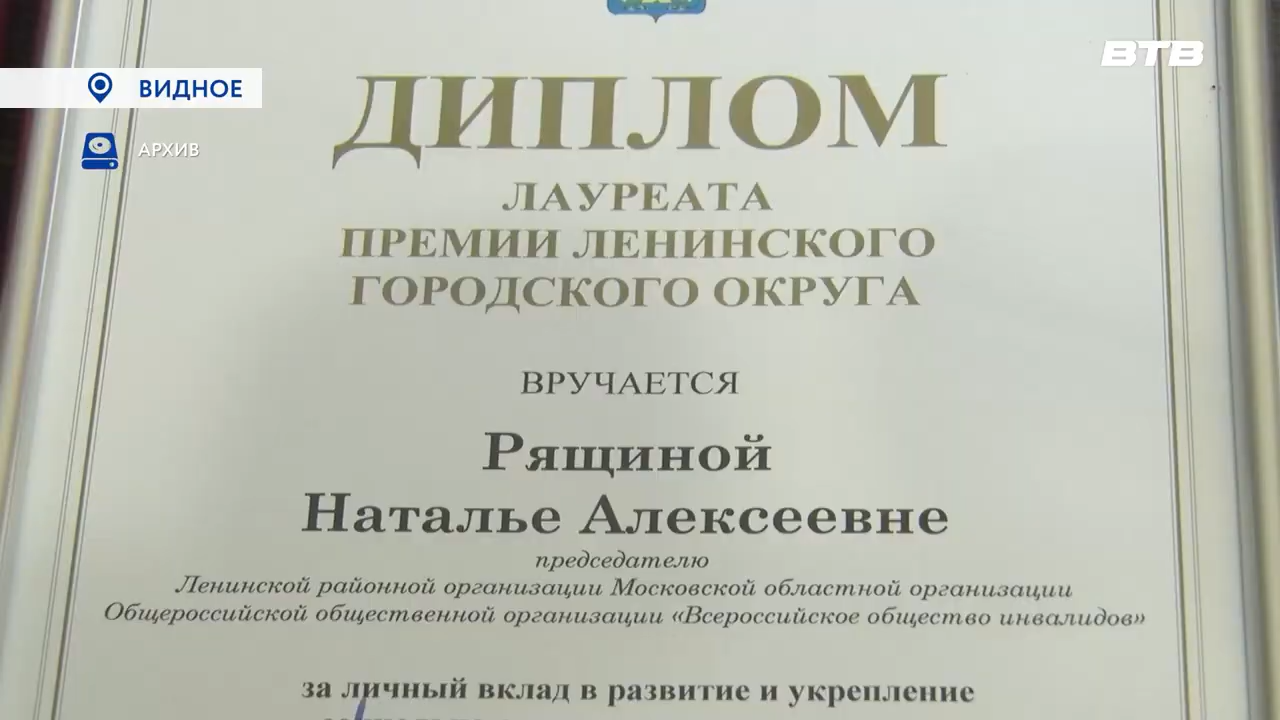 ВТВ
ВИДНОЕ
АРХИВ
ДИПЛОМ
ЛАУРЕАТА
ПРЕМИИ ЛЕНИНСКОГО
ГОРОДСКОГО ОКРУГА
ВРУЧАЕТСЯ
Рящиной
Наталье Алексеевне
председателю
Ленинской районной организации Московской областной организации
Общероссийской общественной организации «Всероссийское общество инвалидов»
за личный вклад в развитие и укрепление